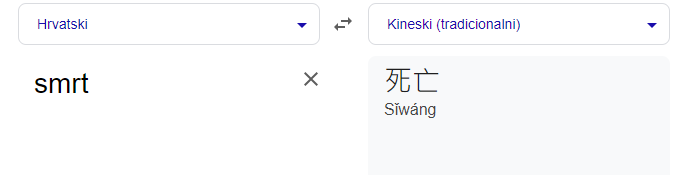 Hrvatski
Kineski (tradicionalni)
smrt
死亡
Sǐwáng